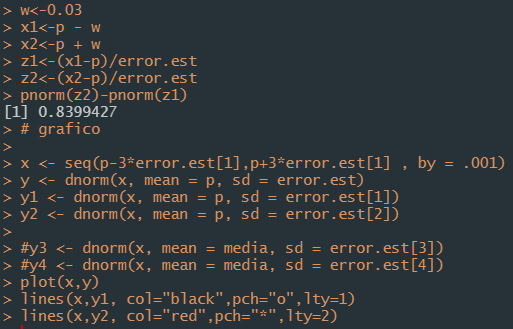 > w<-0.03
> x1<-p - w
> x2<-p + w
> z1<-(x1-p)/error.est
> z2<-(x2-p)/error.est
> pnorm(z2)-pnorm(z1)
[1] 0.8399427
> # grafico
>
> x <- seq(p-3*error.est[1],p+3*error.est[1] , by = .001)
> y <- dnorm(x, mean = p, sd = error.est)
> y1 <- dnorm(x, mean = p, sd = error.est[1])
> y2 <- dnorm(x, mean = p, sd = error.est[2])
>
> #y3 <- dnorm(x, mean = media, sd = error.est[3])
> #y4 <- dnorm(x, mean = media, sd = error.est[4])
> plot(x,y)
> lines(x,y1, col="black",pch="o",lty=1)
> lines(x,y2, col="red",pch="*",lty=2)